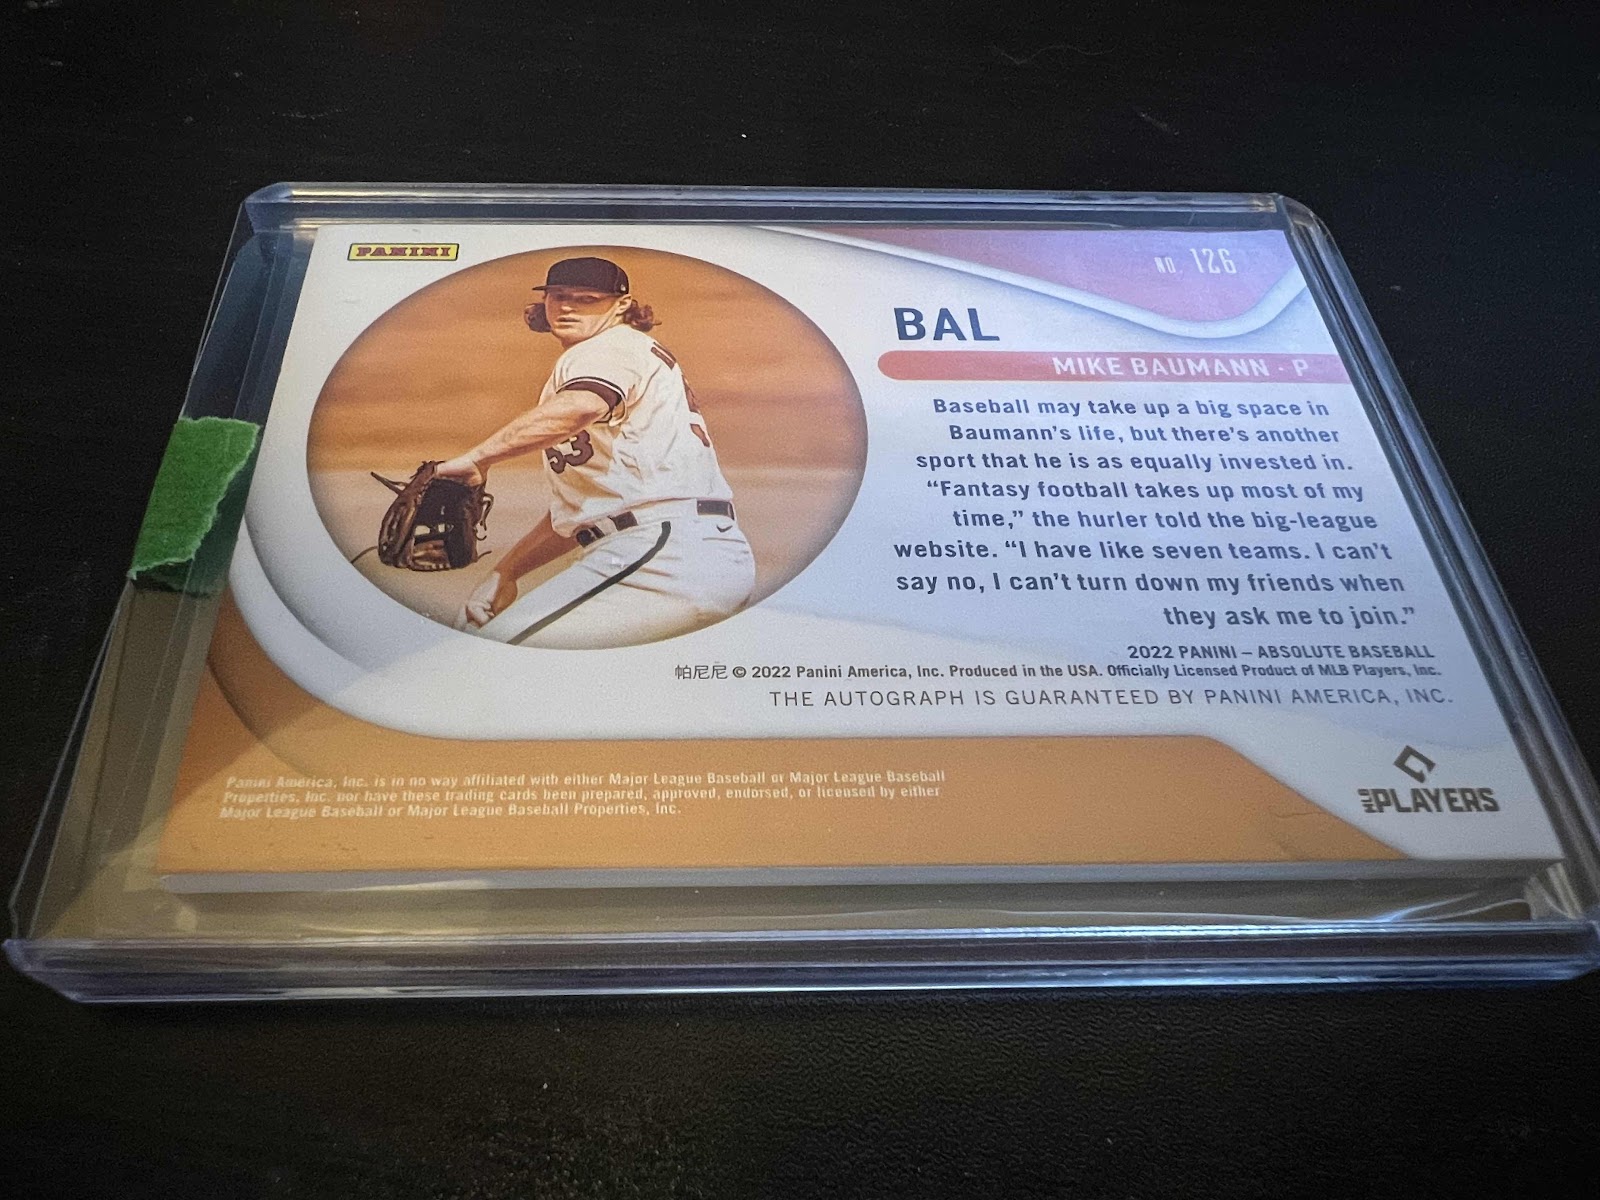 PANINI
NO. 126
BAL
MIKE BAUMANN · P
53
Baseball may take up a big space in
Baumann's life, but there's another
sport that he is as equally invested in.
“Fantasy football takes up most of my
time,” the hurler told the big-league
website. “I have like seven teams. I can't
say no, I can't turn down my friends when
they ask me to join.”
2022 PANINI – ABSOLUTE BASEBALL
帕尼尼 © 2022 Panini America, Inc. Produced in the USA. Officially Licensed Product of MLB Players, Inc.
THE AUTOGRAPH IS GUARANTEED BY PANINI AMERICA, INC.
Panini America, Inc. is in no way affiliated with either Major League Baseball or Major League Baseball
Properties, Inc. nor have these trading cards been prepared, approved, endorsed, or licensed by either
Major League Baseball or Major League Baseball Properties, Inc.
MLB PLAYERS